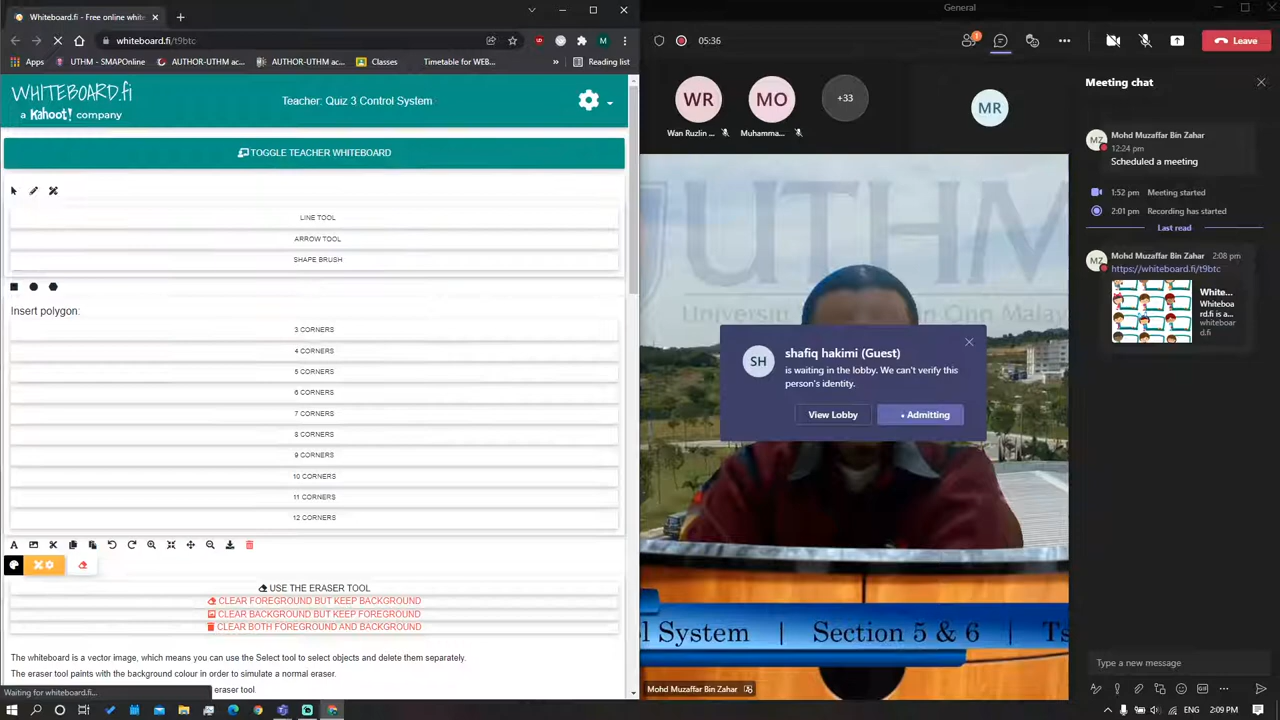 Whiteboard.fi - Free online white
whiteboard.fi/t9btc
Apps
UTHM - SMAPOnline
AUTHOR-UTHM ac...
AUTHOR-UTHM ac...
Classes
Timetable for WEB...
»
Reading list
WHITEBOARD.fi
a Kahoot! company
Teacher: Quiz 3 Control System
TOGGLE TEACHER WHITEBOARD
LINE TOOL
ARROW TOOL
SHAPE BRUSH
Insert polygon:
3 CORNERS
4 CORNERS
5 CORNERS
6 CORNERS
7 CORNERS
8 CORNERS
9 CORNERS
10 CORNERS
11 CORNERS
12 CORNERS
USE THE ERASER TOOL
CLEAR FOREGROUND BUT KEEP BACKGROUND
CLEAR BACKGROUND BUT KEEP FOREGROUND
CLEAR BOTH FOREGROUND AND BACKGROUND
The whiteboard is a vector image, which means you can use the Select tool to select objects and delete them separately.
The eraser tool paints with the background colour in order to simulate a normal eraser.
eraser tool.
Waiting for whiteboard.fi...
General
05:36
1
Leave
WR
MO
+33
MR
Wan Ruzlin ...
Muhamma...
UTHM
shafiq hakimi (Guest)
SH
is waiting in the lobby. We can't verify this
person's identity.
View Lobby
Admitting
l System | Section 5 & 6 | Ts
Mohd Muzaffar Bin Zahar
Meeting chat
MZ
Mohd Muzaffar Bin Zahar
12:24 pm
Scheduled a meeting
1:52 pm Meeting started
2:01 pm Recording has started
Last read
MZ
Mohd Muzaffar Bin Zahar 2:08 pm
https://whiteboard.fi/t9btc
White...
Whiteboa
rd.fi is a...
whiteboar
d.fi
Type a new message
ENG 2:09 PM